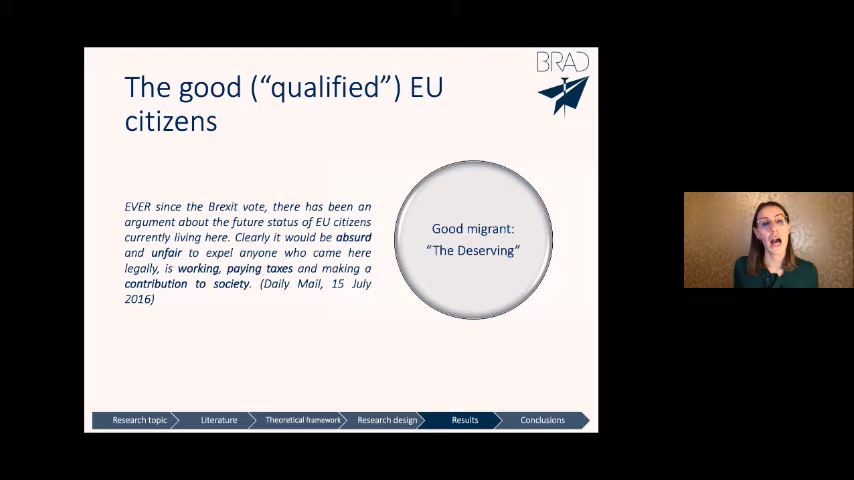 BRAD
The good (“qualified”) EU
citizens
EVER since the Brexit vote, there has been an
argument about the future status of EU citizens
currently living here. Clearly it would be absurd
and unfair to expel anyone who came here
legally, is working, paying taxes and making a
contribution to society. (Daily Mail, 15 July
2016)
Good migrant:
“The Deserving”
Research topic
Literature
Theoretical framework
Research design
Results
Conclusions